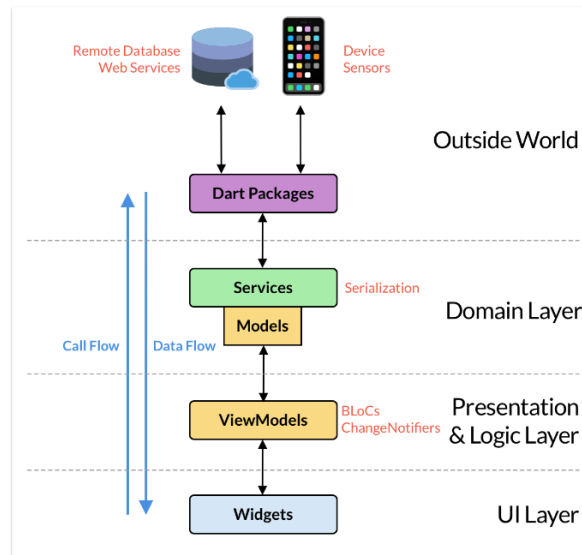 Remote Database
Web Services
Device
Sensors
Outside World
Dart Packages
Services
Serialization
Domain Layer
Models
Call Flow
Data Flow
ViewModels
BLoCs
ChangeNotifiers
Presentation
& Logic Layer
Widgets
UI Layer